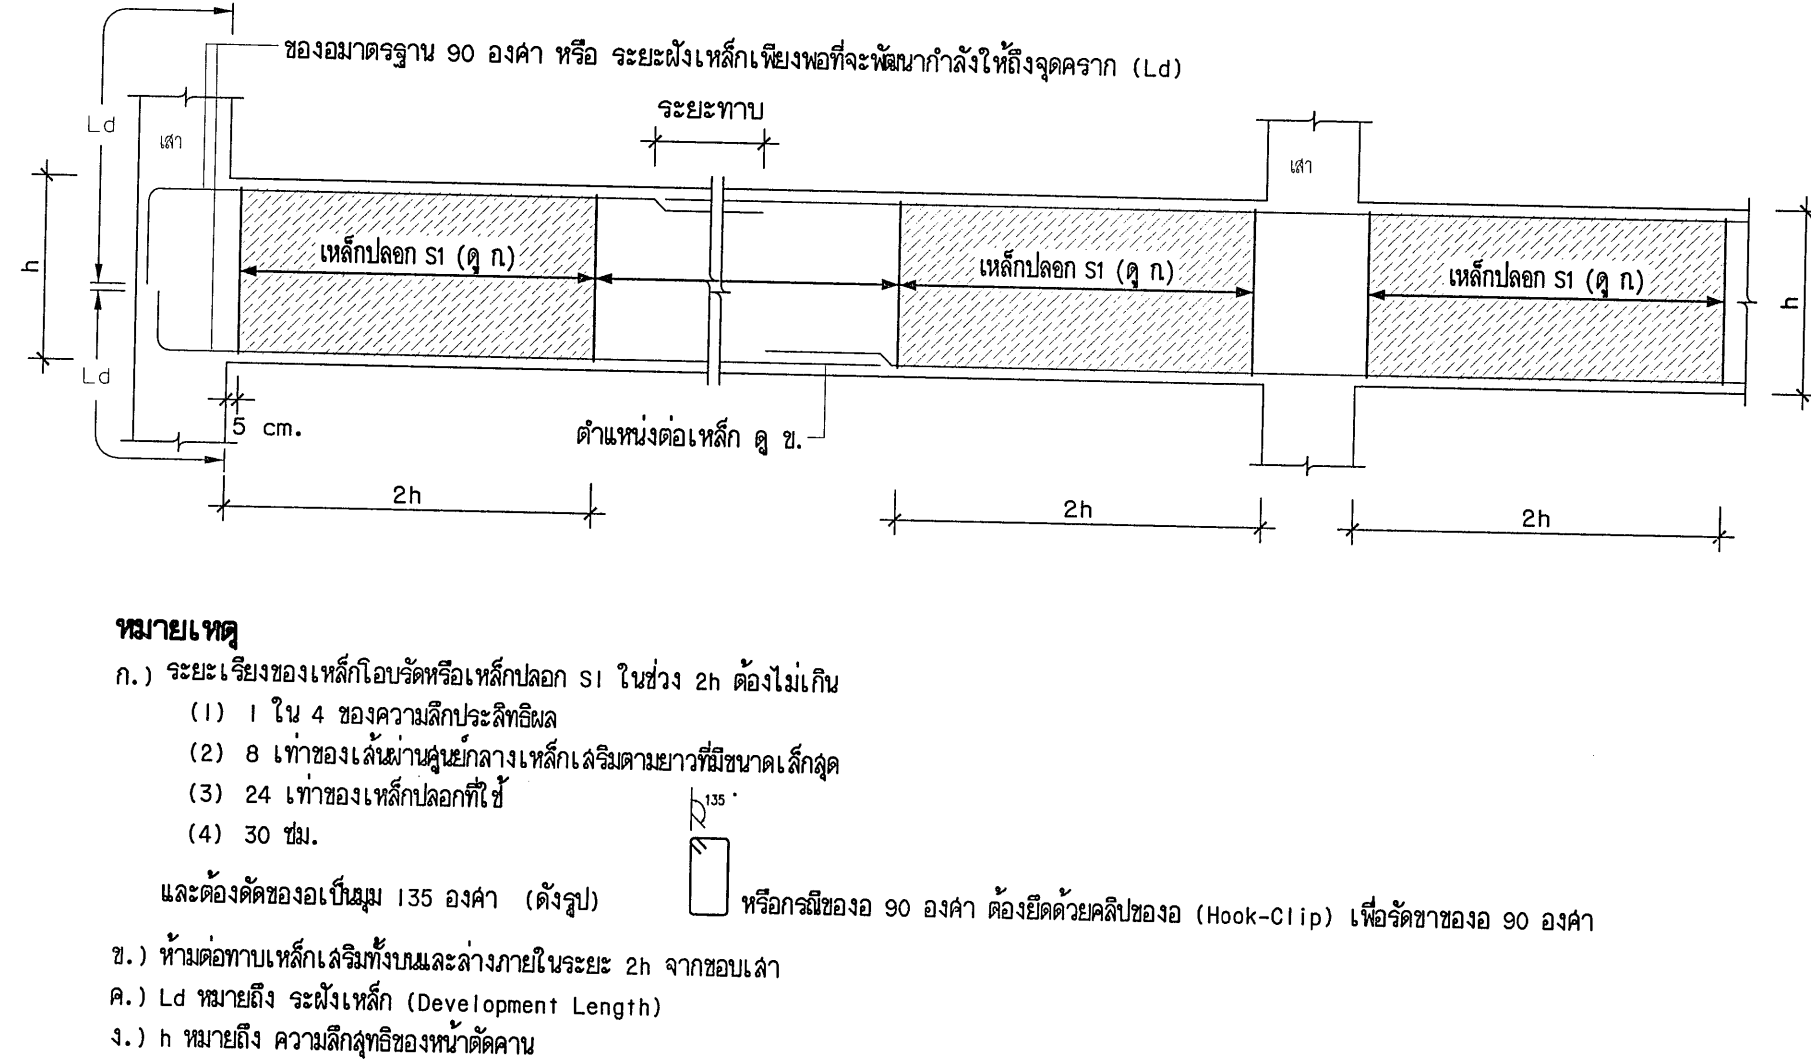 ของอมาตรฐาน 90 องศา หรือ ระยะฝังเหล็กเพียงพอที่จะพัฒนากำลังให้ถึงจุดคราก (Ld)
ระยะทาบ
Ld
เสา
เสา
h
เหล็กปลอก S1 (ดู ก)
เหล็กปลอก S1 (ดู ก)
เหล็กปลอก S1 (ดู ก)
h
Ld
5 cm.
ตำแหน่งต่อเหล็ก ดู ข.
2h
2h
2h
หมายเหตุ
ก.) ระยะเรียงของเหล็กโอบรัดหรือเหล็กปลอก S1 ในช่วง 2h ต้องไม่เกิน
(1) 1 ใน 4 ของความลึกประสิทธิผล
(2) 8 เท่าของเส้นผ่านศูนย์กลางเหล็กเสริมตามยาวที่มีขนาดเล็กสุด
(3) 24 เท่าของเหล็กปลอกที่ใช้
(4) 30 ซม.
135 °
และต้องดัดของอเป็นมุม 135 องศา (ดังรูป)
หรือกรณีของอ 90 องศา ต้องยึดด้วยคลิปของอ (Hook-Clip) เพื่อรัดขาของอ 90 องศา
ข.) ห้ามต่อทาบเหล็กเสริมทั้งบนและล่างภายในระยะ 2h จากขอบเสา
ค.) Ld หมายถึง ระฝังเหล็ก (Development Length)
ง.) h หมายถึง ความลึกสุทธิของหน้าตัดคาน